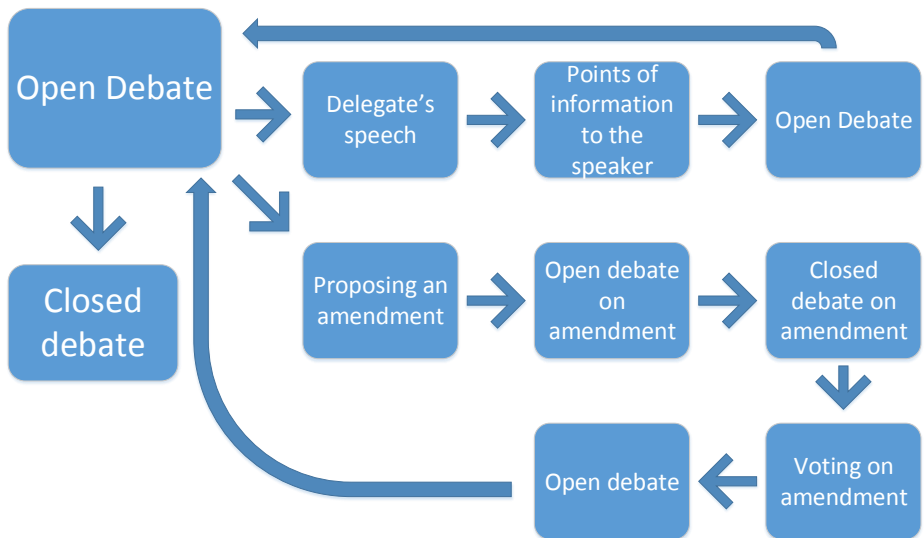 Open Debate
Delegate’s
speech
Points of
information
to the
speaker
Open Debate
Closed
debate
Proposing an
amendment
Open debate
on
amendment
Closed
debate on
amendment
Open debate
Voting on
amendment